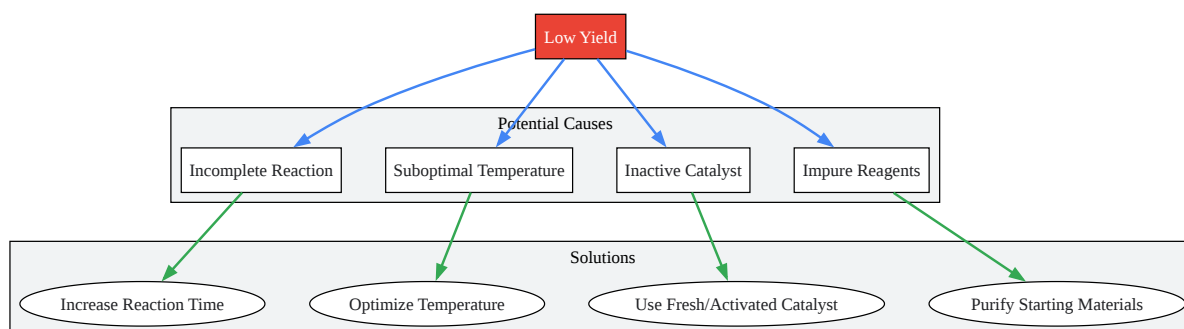 Low Yield
Potential Causes
Incomplete Reaction
Suboptimal Temperature
Inactive Catalyst
Impure Reagents
Solutions
Increase Reaction Time
Optimize Temperature
Use Fresh/Activated Catalyst
Purify Starting Materials